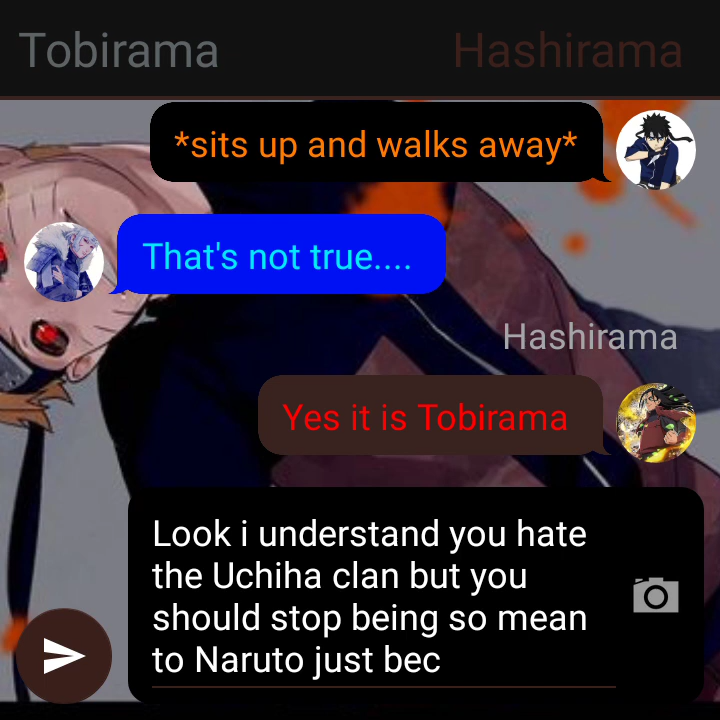 Tobirama Hashirama
*sits up and walks away*
That's not true....
Hashirama
Yes it is Tobirama
Look i understand you hate
the Uchiha clan but you
should stop being so mean
to Naruto just bec